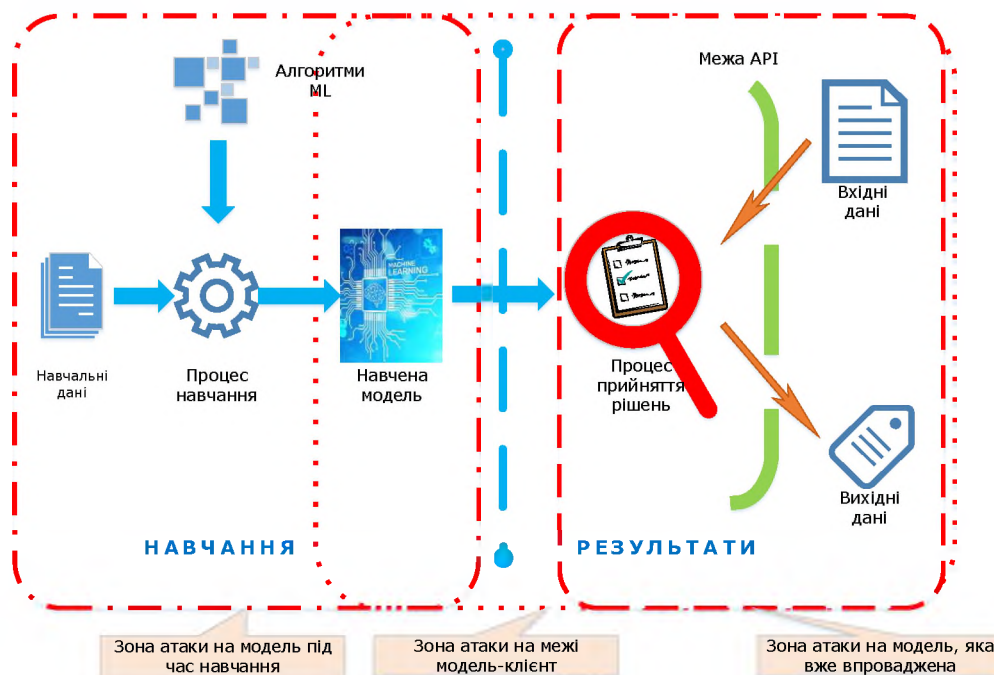 Алгоритми
ML
Межа API
Вхідні
дані
MACHINE
LEARNING
Навчальні
дані
Процес
навчання
Навчена
модель
Процес
прийняття
рішень
Вихідні
дані
НАВЧАННЯ
РЕЗУЛЬТАТИ
Зона атаки на модель під
час навчання
Зона атаки на межі
модель-клієнт
Зона атаки на модель, яка
вже впроваджена